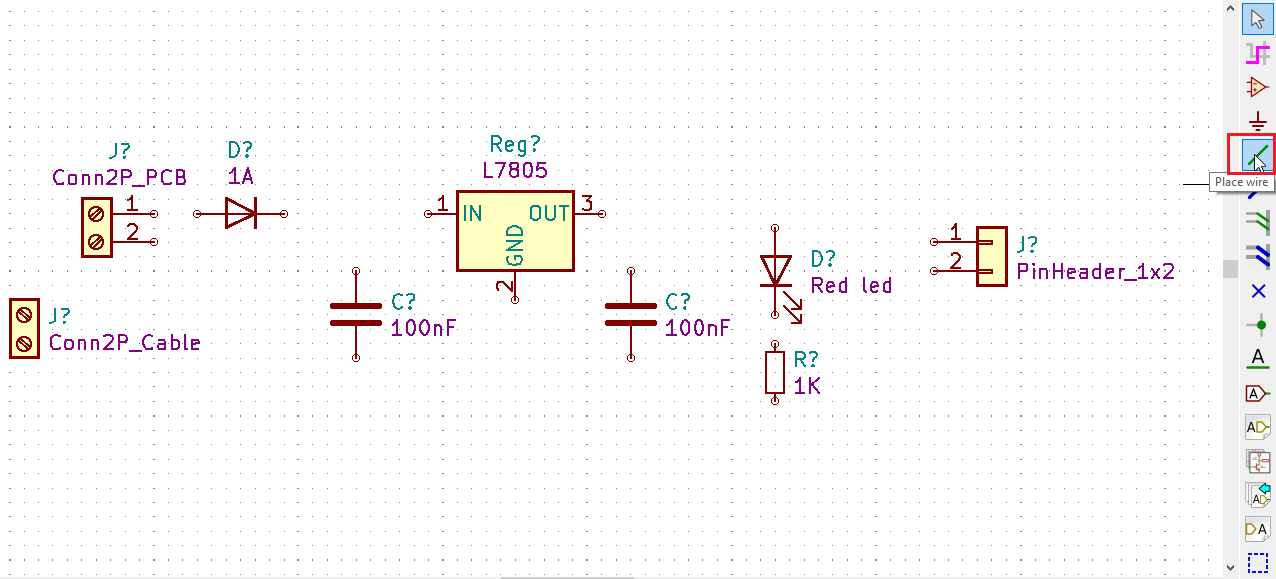 Reg?
L7805
J?
Conn2P_PCB
D?
1A
1
2
1
IN
OUT
3
GND
2
J?
Conn2P_Cable
C?
100nF
C?
100nF
D?
Red led
R?
1K
1
2
J?
PinHeader_1x2
Place wire
A
A
A
A
A